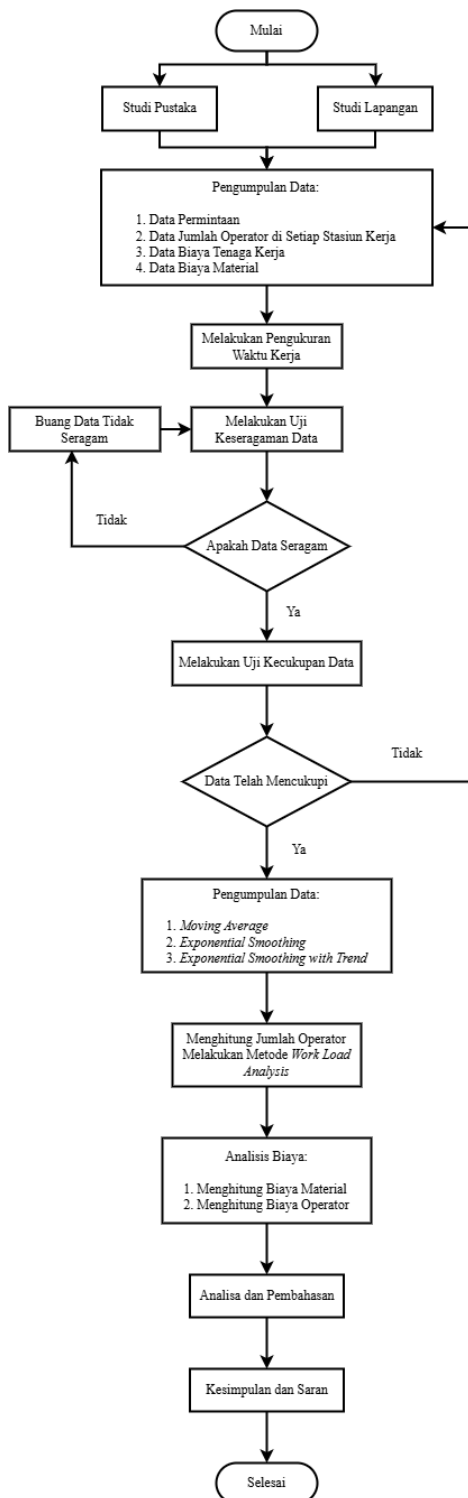 Mulai
Studi Pustaka
Studi Lapangan
Pengumpulan Data:
1. Data Permintaan
2. Data Jumlah Operator di Setiap Stasiun Kerja
3. Data Biaya Tenaga Kerja
4. Data Biaya Material
Melakukan Pengukuran
Waktu Kerja
Buang Data Tidak
Seragam
Melakukan Uji
Keseragaman Data
Tidak
Apakah Data Seragam
Ya
Melakukan Uji Kecukupan Data
Tidak
Data Telah Mencukupi
Ya
Pengumpulan Data:
1. Moving Average
2. Exponential Smoothing
3. Exponential Smoothing with Trend
Menghitung Jumlah Operator
Melakukan Metode Work Load
Analysis
Analisis Biaya:
1. Menghitung Biaya Material
2. Menghitung Biaya Operator
Analisa dan Pembahasan
Kesimpulan dan Saran
Selesai